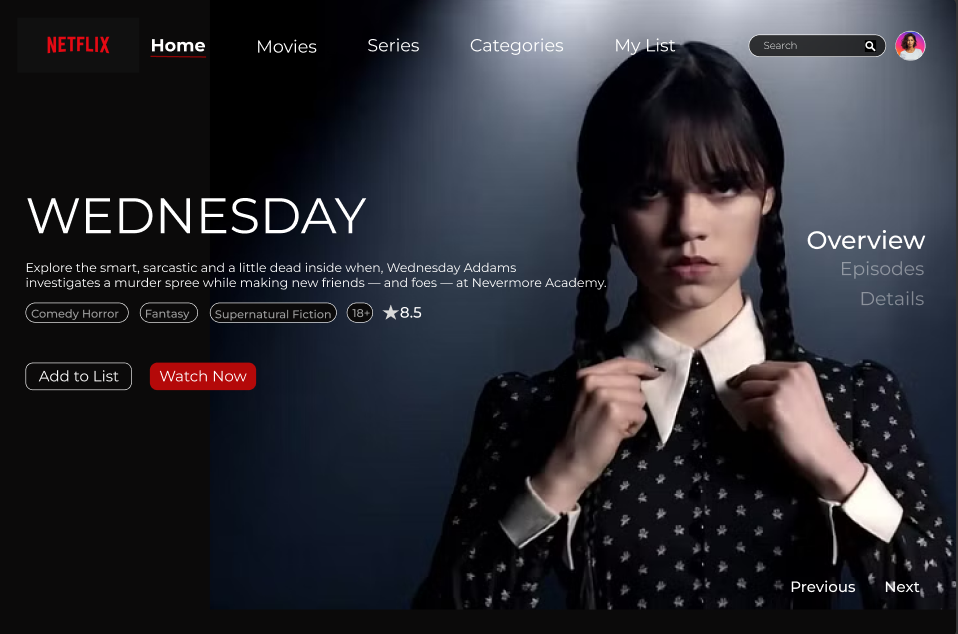 NETFLIX
Home
Movies
Series
Categories
My List
Search
WEDNESDAY
Explore the smart, sarcastic and a little dead inside when, Wednesday Addams
investigates a murder spree while making new friends — and foes — at Nevermore Academy.
Comedy Horror
Fantasy
Supernatural Fiction
18+
★8.5
Add to List
Watch Now
Overview
Episodes
Details
Previous
Next